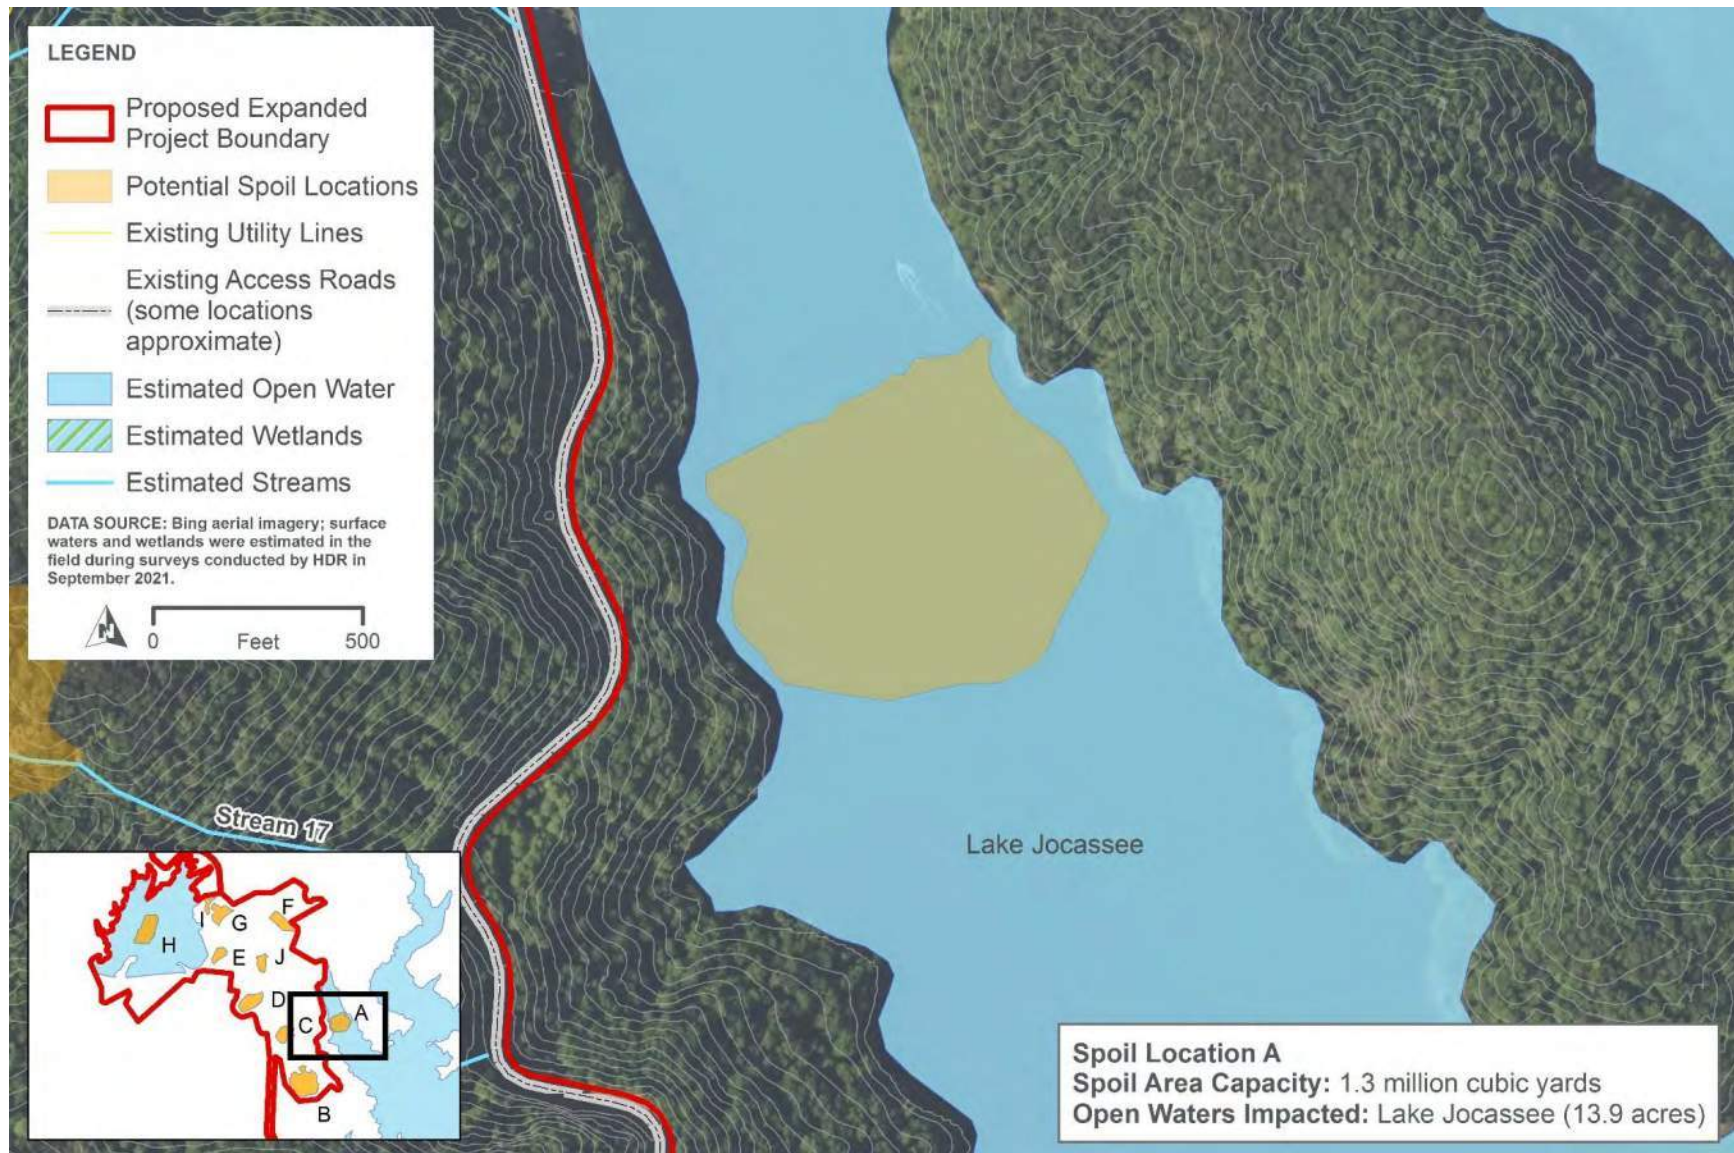 LEGEND
Proposed Expanded
Project Boundary
Potential Spoil Locations
Existing Utility Lines
Existing Access Roads
(some locations
approximate)
Estimated Open Water
Estimated Wetlands
Estimated Streams
DATA SOURCE: Bing aerial imagery; surface
waters and wetlands were estimated in the
field during surveys conducted by HDR in
September 2021.
N
0 Feet 500
Stream 17
Lake Jocassee
F
I
G
H
E
J
D
A
C
B
Spoil Location A
Spoil Area Capacity: 1.3 million cubic yards
Open Waters Impacted: Lake Jocassee (13.9 acres)